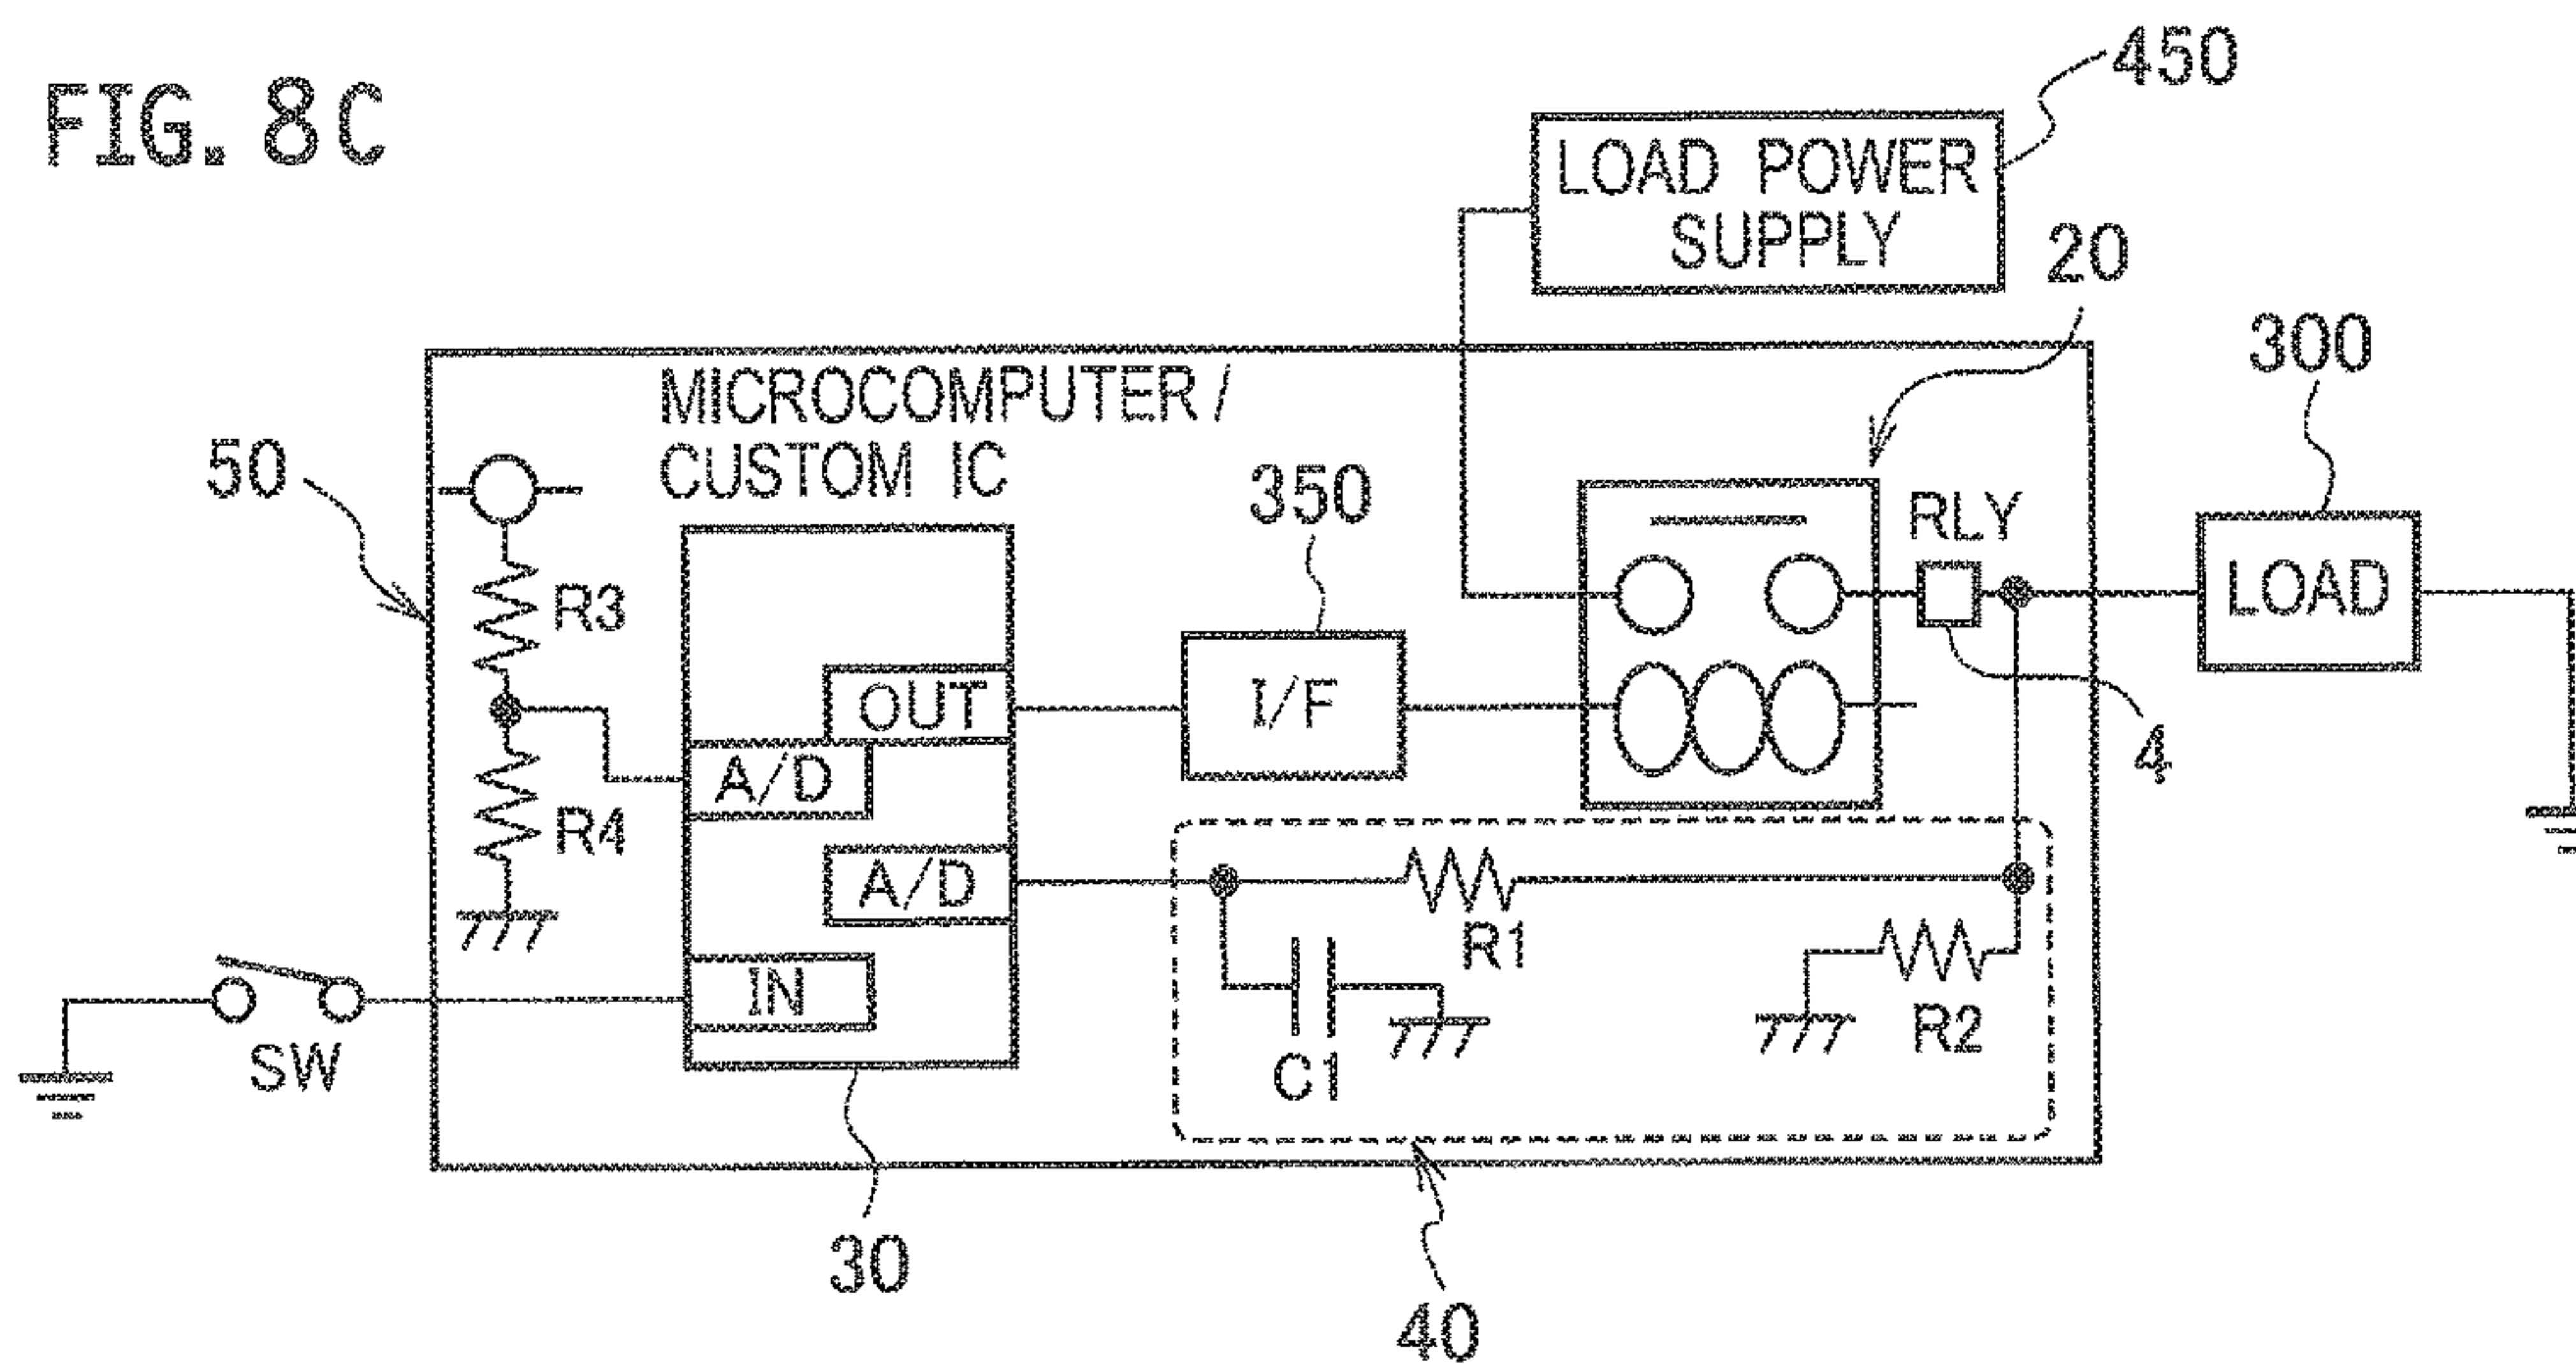 FIG. 8C
450
LOAD POWER
SUPPLY
20
300
MICROCOMPUTER /
CUSTOM IC
50
350
RLY
R3
LOAD
OUT
I/F
A/D
4
R4
A/D
R1
IN
R2
SW
C1
30
40